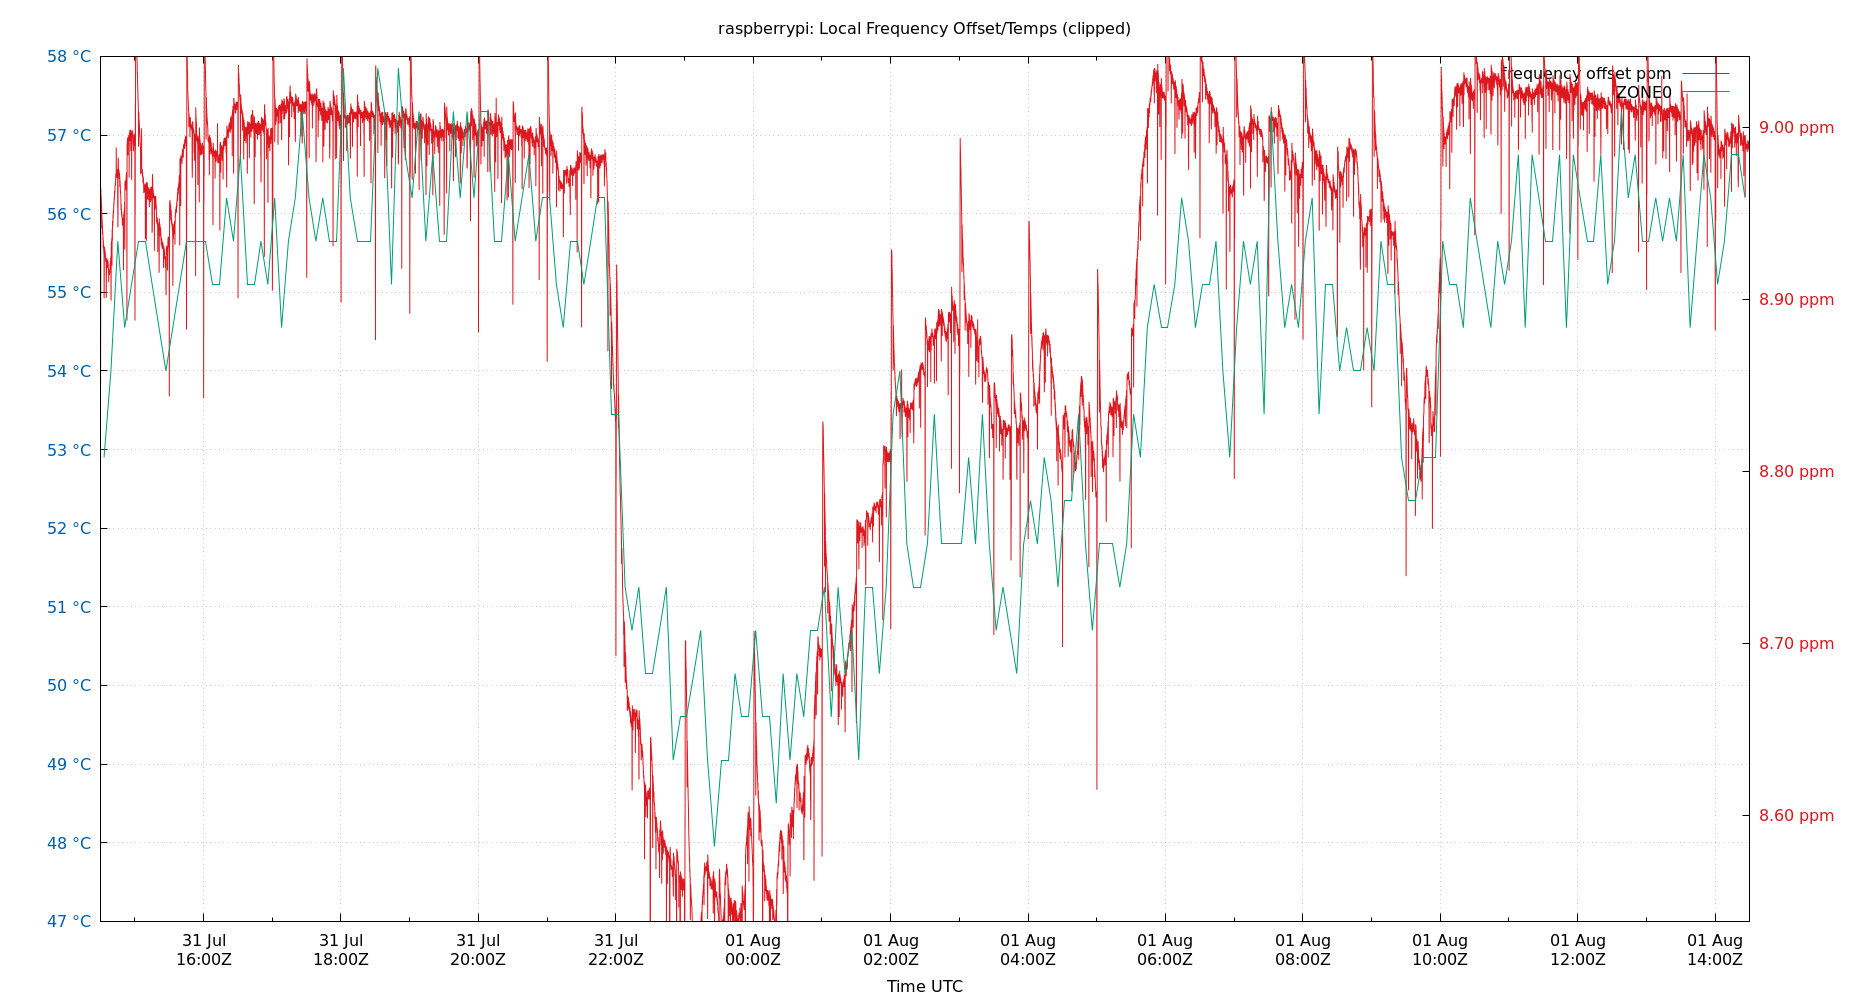 raspberrypi: Local Frequency Offset/Temps (clipped)
58 °C
57 °C
56 °C
55 °C
54 °C
53 °C
52 °C
51 °C
50 °C
49 °C
48 °C
47 °C
frequency offset ppm
ZONE0
9.00 ppm
8.90 ppm
8.80 ppm
8.70 ppm
8.60 ppm
31 Jul
16:00Z
31 Jul
18:00Z
31 Jul
20:00Z
31 Jul
22:00Z
01 Aug
00:00Z
01 Aug
02:00Z
01 Aug
04:00Z
01 Aug
06:00Z
01 Aug
08:00Z
01 Aug
10:00Z
01 Aug
12:00Z
01 Aug
14:00Z
Time UTC